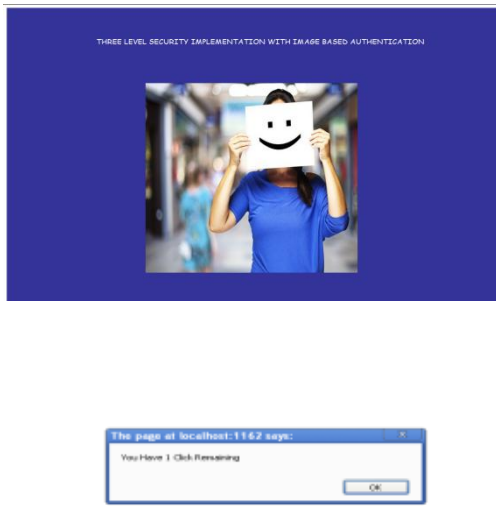 THREE LEVEL SECURITY IMPLEMENTATION WITH IMAGE BASED AUTHENTICATION
The page at localhost:1162 says:
You Have 1 Click Remaining
OK